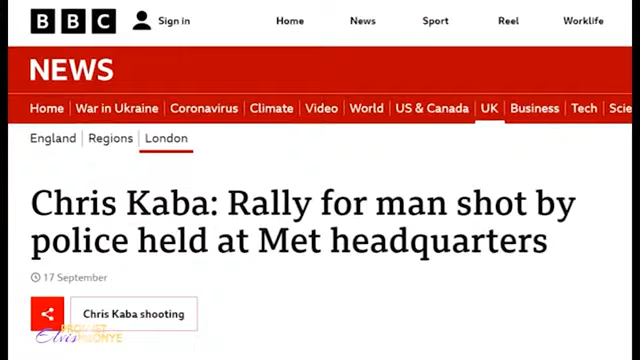 BBC Sign in Home News Sport Reel Worklife
NEWS
Home War in Ukraine Coronavirus Climate Video World US & Canada UK Business Tech
England Regions London
Chris Kaba: Rally for man shot by
police held at Met headquarters
17 September
Chris Kaba shooting
Elvis